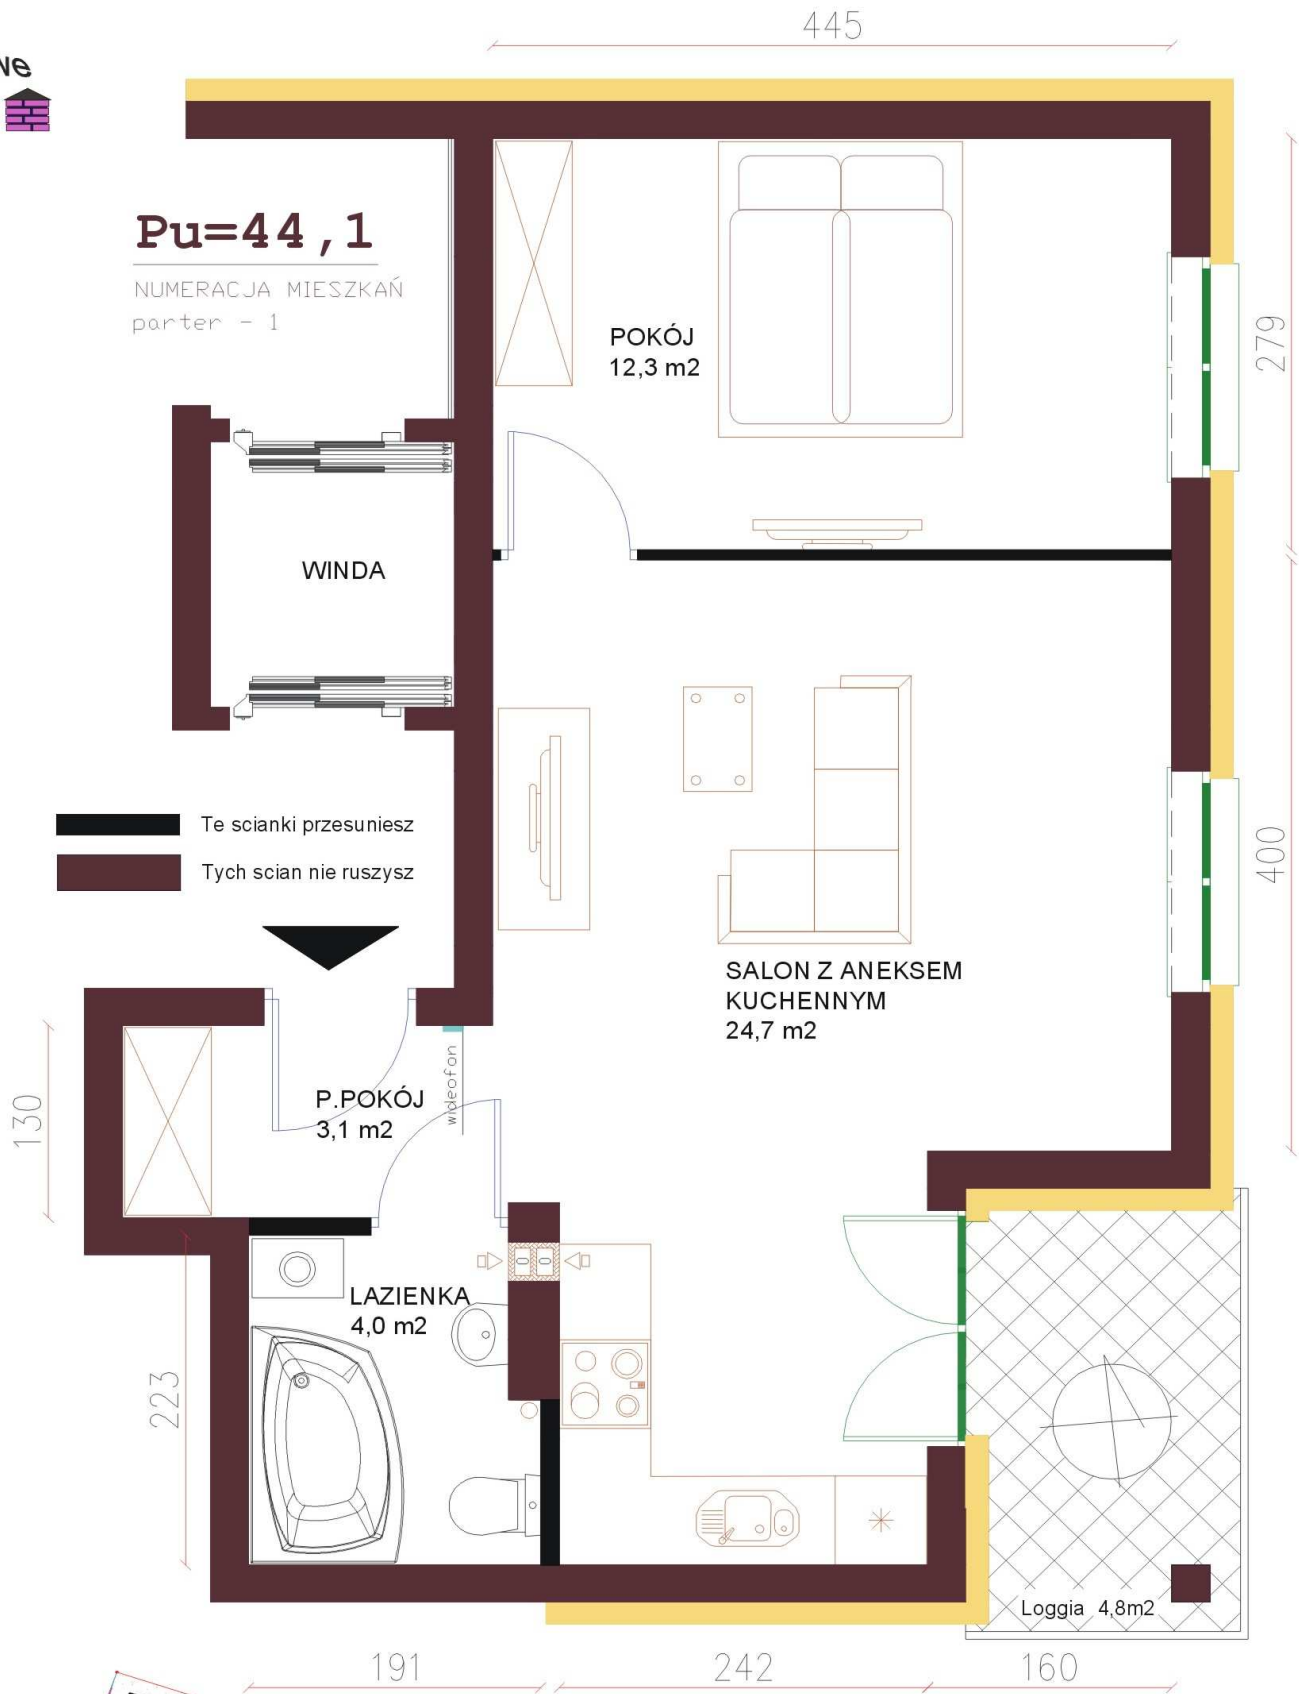 445
we
Pu=44,1
NUMERACJA MIESZKAŃ
parter - 1
POKÓJ
12,3 m2
279
WINDA
Te scianki przesuniesz
Tych scian nie ruszysz
400
SALON Z ANEKSEM
KUCHENNYM
24,7 m2
wideofon
P.POKÓJ
3,1 m2
130
LAZIENKA
4,0 m2
223
Loggia 4,8m2
191
242
160